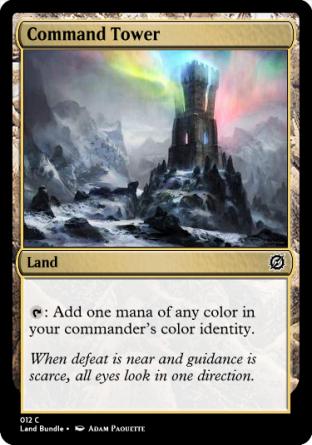 Command Tower
Land
: Add one mana of any color in
your commander's color identity.
When defeat is near and guidance is
scarce, all eyes look in one direction.
012 C
Land Bundle • Adam Paquette